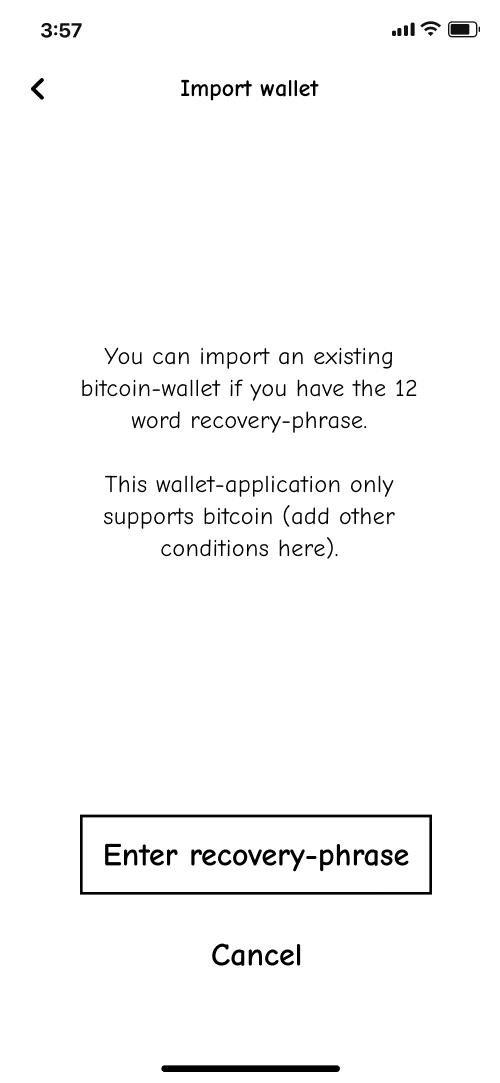 3:57
Import wallet
You can import an existing
bitcoin-wallet if you have the 12
word recovery-phrase.
This wallet-application only
supports bitcoin (add other
conditions here).
Enter recovery-phrase
Cancel